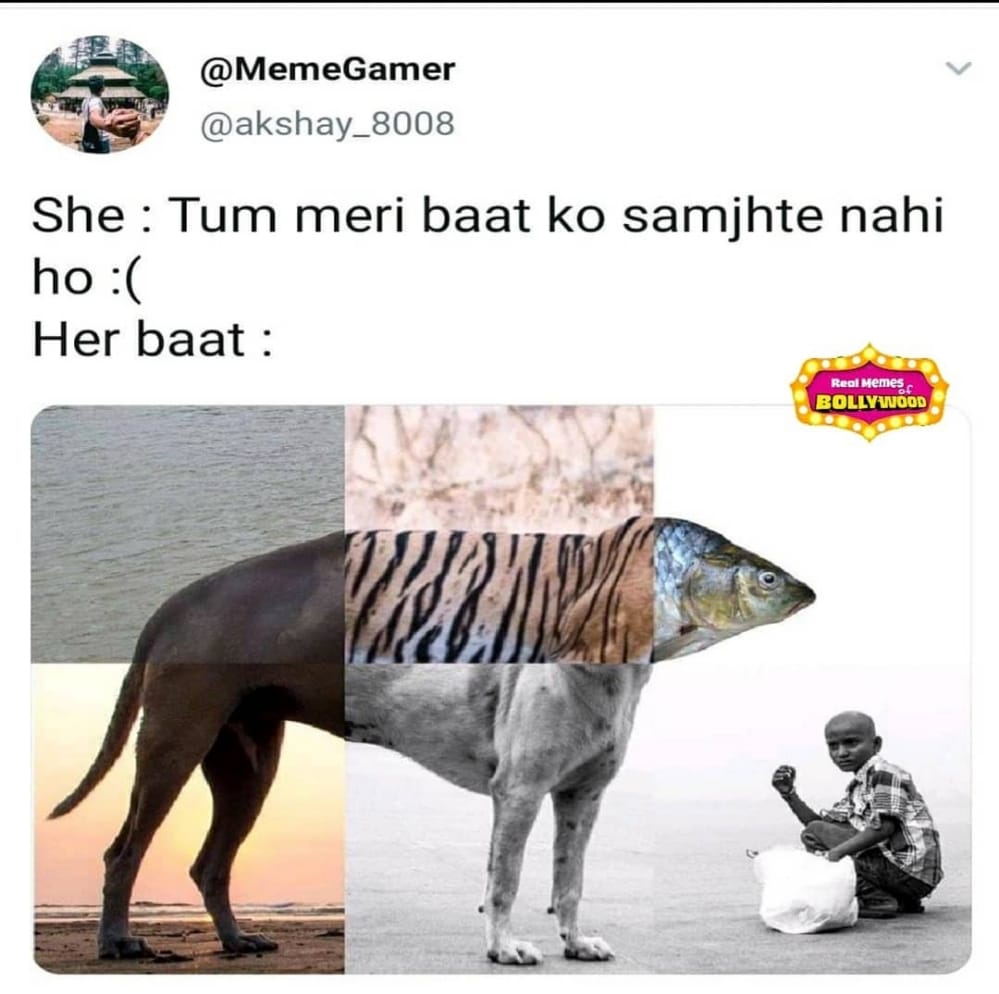 @MemeGamer
@akshay_8008
She : Tum meri baat ko samjhte nahi
ho :(
Her baat :
Real Memes
of
BOLLYWOOD